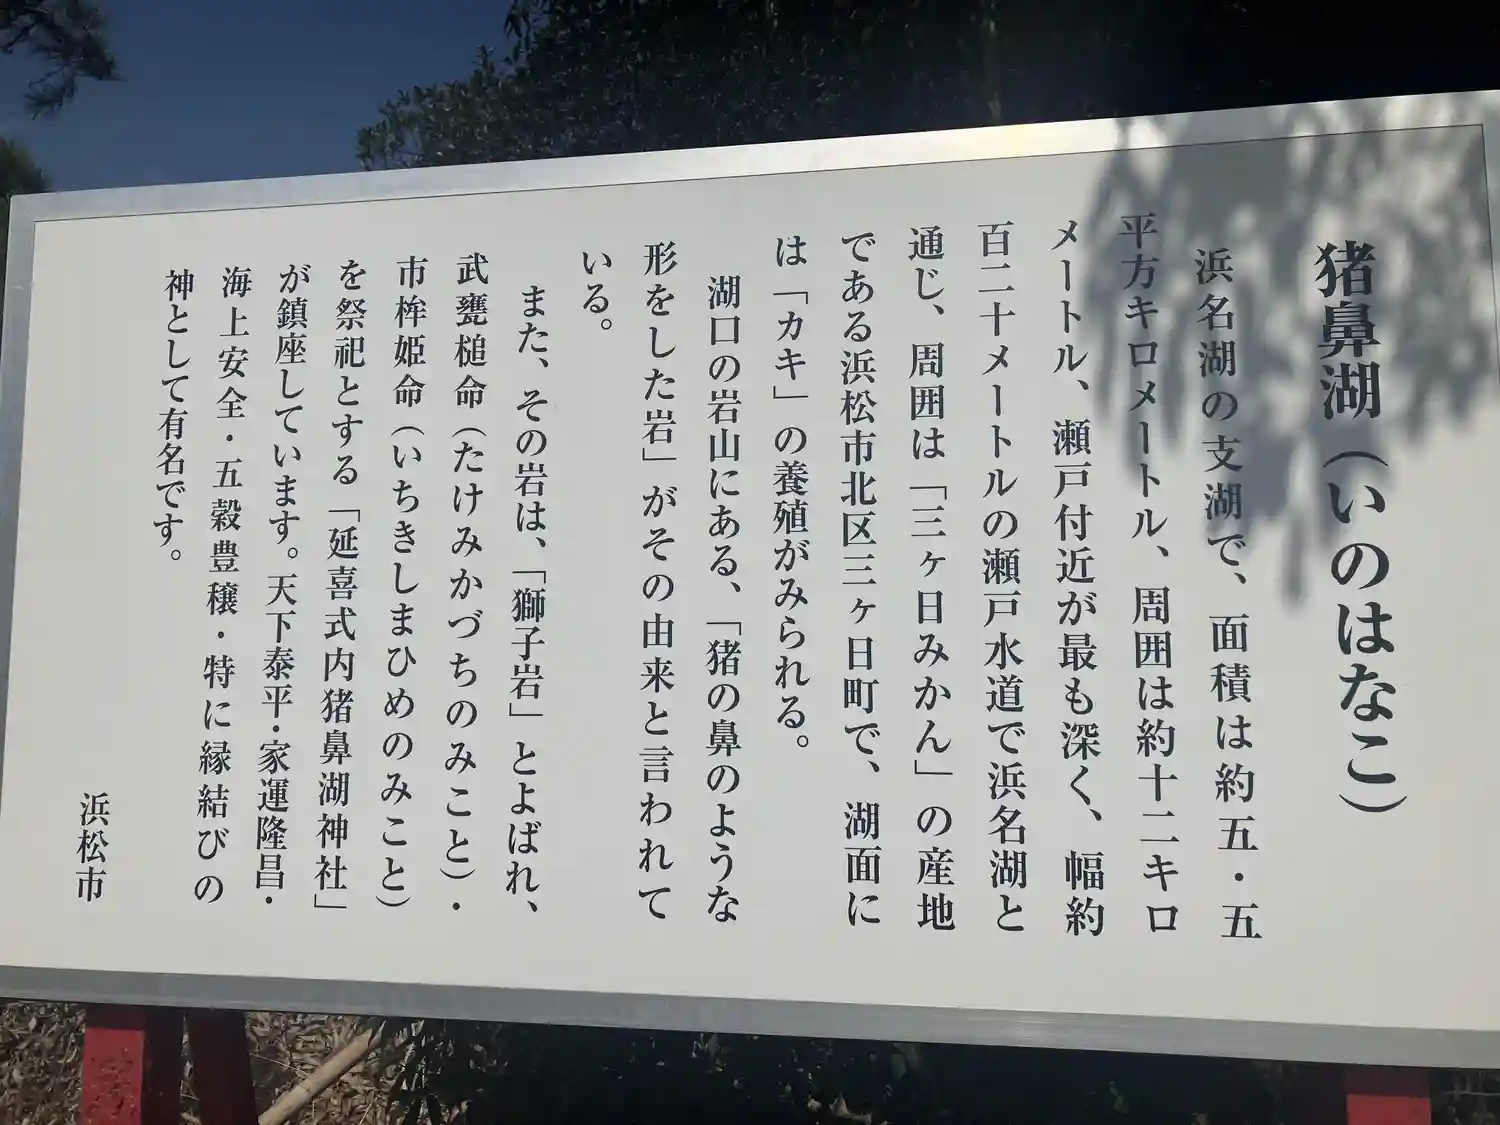 猪鼻湖（いのはなこ）
浜名湖の支湖で、面積は約五・五
平方キロメートル、周囲は約十二キロ
メートル、瀬戸付近が最も深く、幅約
百二十メートルの瀬戸水道で浜名湖と
通じ、周囲は「三ヶ日みかん」の産地
である浜松市北区三ヶ日町で、湖面に
は「カキ」の養殖がみられる。
湖口の岩山にある、「猪の鼻のような
形をした岩」がその由来と言われて
いる。
また、その岩は、「獅子岩」とよばれ、
武甕槌命（たけみかづちのみこと）・
市杵姫命（いちきしまひめのみこと）
を祭祀とする「延喜式内猪鼻湖神社」
が鎮座しています。天下泰平・家運隆昌・
海上安全・五穀豊穣・特に縁結びの
神として有名です。
浜松市